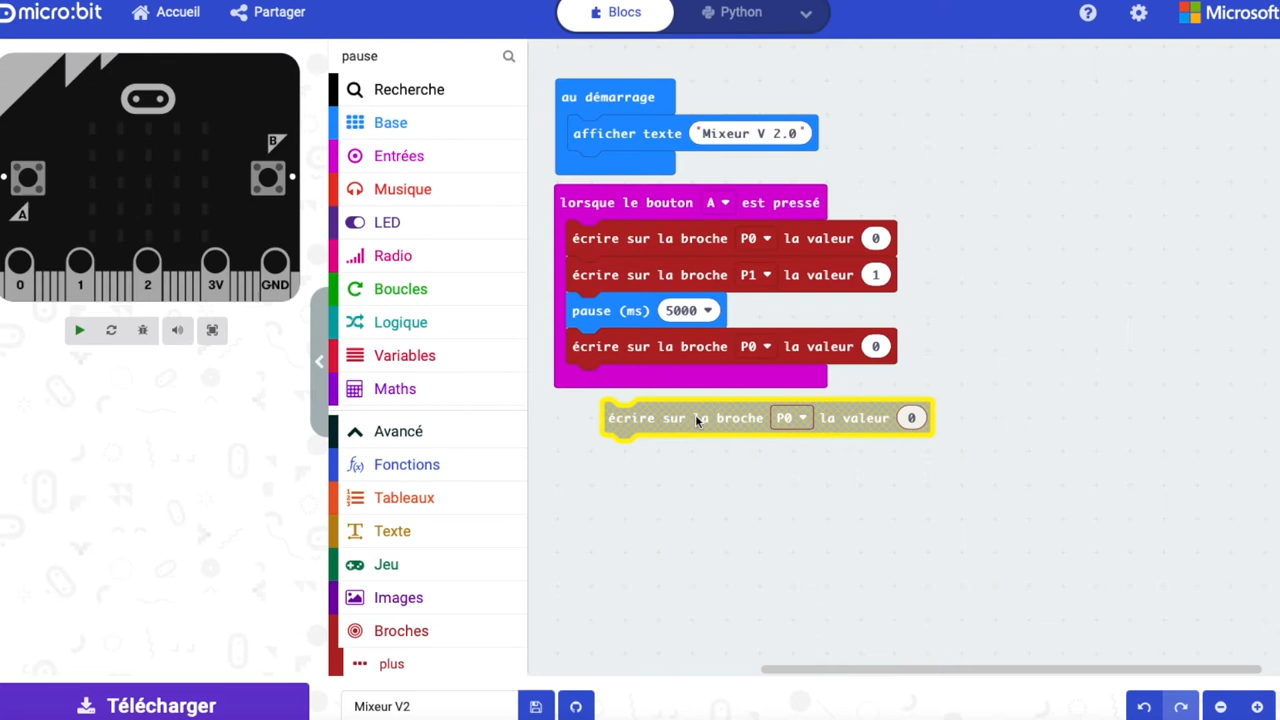 micro:bit
Accueil
Partager
Blocs
Python
Microsoft
B
A
0 1 2 3V GND
pause
Recherche
Base
Entrées
Musique
LED
Radio
Boucles
Logique
Variables
Maths
Avancé
Fonctions
Tableaux
Texte
Jeu
Images
Broches
plus
au démarrage
afficher texte "Mixeur V 2.0"
lorsque le bouton A est pressé
écrire sur la broche P0 la valeur 0
écrire sur la broche P1 la valeur 1
pause (ms) 5000
écrire sur la broche P0 la valeur 0
écrire sur la broche P0 la valeur 0
Télécharger
Mixeur V2